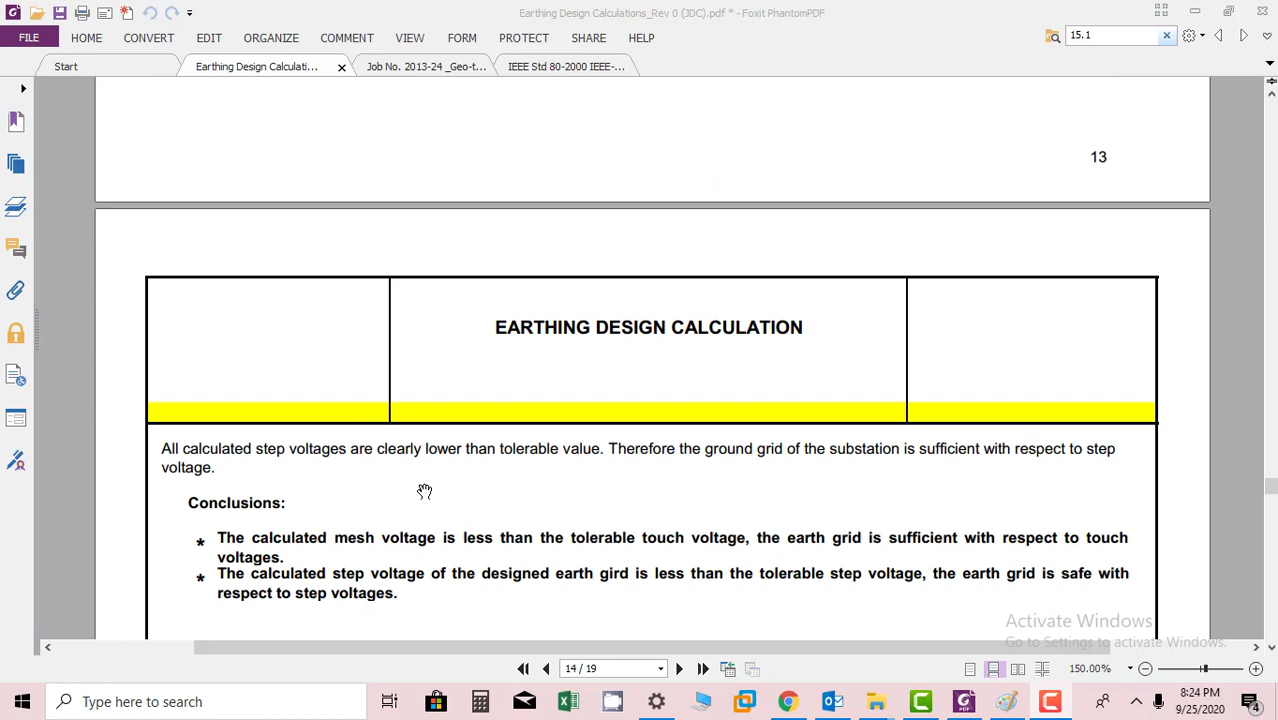 Earthing Design Calculations_Rev 0 (JDC).pdf * - Foxit PhantomPDF
FILE HOME CONVERT EDIT ORGANIZE COMMENT VIEW FORM PROTECT SHARE HELP 15.1
Start Earthing Design Calculati... Job No. 2013-24 _Geo-t... IEEE Std 80-2000 IEEE-...
13
EARTHING DESIGN CALCULATION
All calculated step voltages are clearly lower than tolerable value. Therefore the ground grid of the substation is sufficient with respect to step
voltage.
Conclusions:
* The calculated mesh voltage is less than the tolerable touch voltage, the earth grid is sufficient with respect to touch
voltages.
* The calculated step voltage of the designed earth gird is less than the tolerable step voltage, the earth grid is safe with
respect to step voltages.
Activate Windows
Go to Settings to activate Windows.
14 / 19 150.00%
Type here to search
8:24 PM
9/25/2020
4